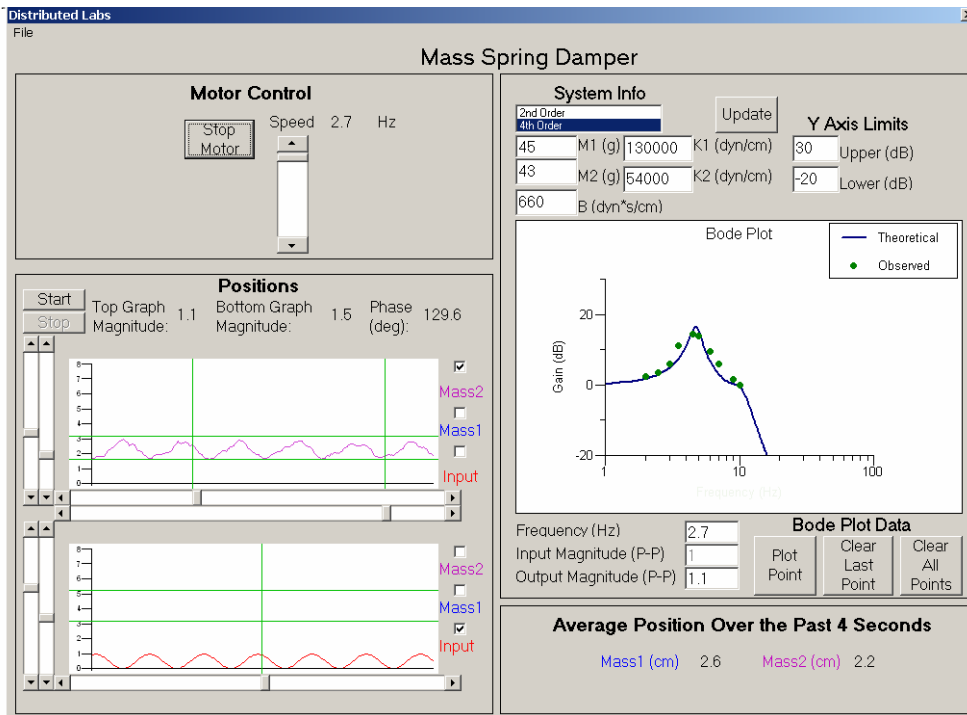 Distributed Labs
File
Mass Spring Damper
Motor Control
Stop
Motor
Speed 2.7 Hz
System Info
2nd Order
4th Order
Update
45 M1 (g) 130000 K1 (dyn/cm)
43 M2 (g) 54000 K2 (dyn/cm)
660 B (dyn*s/cm)
Y Axis Limits
30 Upper (dB)
-20 Lower (dB)
Bode Plot
Theoretical
Observed
Gain (dB)
20
0
-20
1 10 100
Frequency (Hz)
Positions
Start
Stop
Top Graph
Magnitude: 1.1
Bottom Graph
Magnitude: 1.5
Phase
(deg): 129.6
8
7
6
5
4
3
2
1
0
Mass2
Mass1
Input
8
7
6
5
4
3
2
1
0
Mass2
Mass1
Input
Frequency (Hz) 2.7
Input Magnitude (P-P) 1
Output Magnitude (P-P) 1.1
Bode Plot Data
Plot
Point
Clear
Last
Point
Clear
All
Points
Average Position Over the Past 4 Seconds
Mass1 (cm) 2.6 Mass2 (cm) 2.2